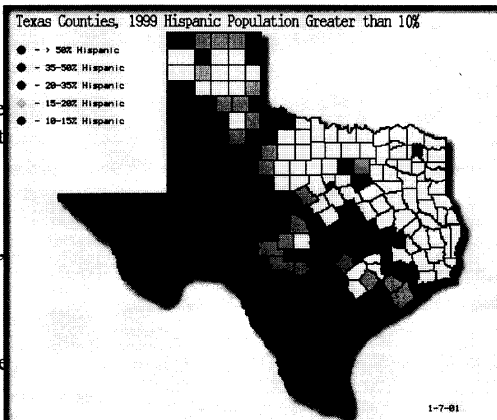 Texas Counties, 1999 Hispanic Population Greater than 10%
- > 50% Hispanic
- 35-50% Hispanic
- 20-35% Hispanic
- 15-20% Hispanic
- 10-15% Hispanic
1-7-01